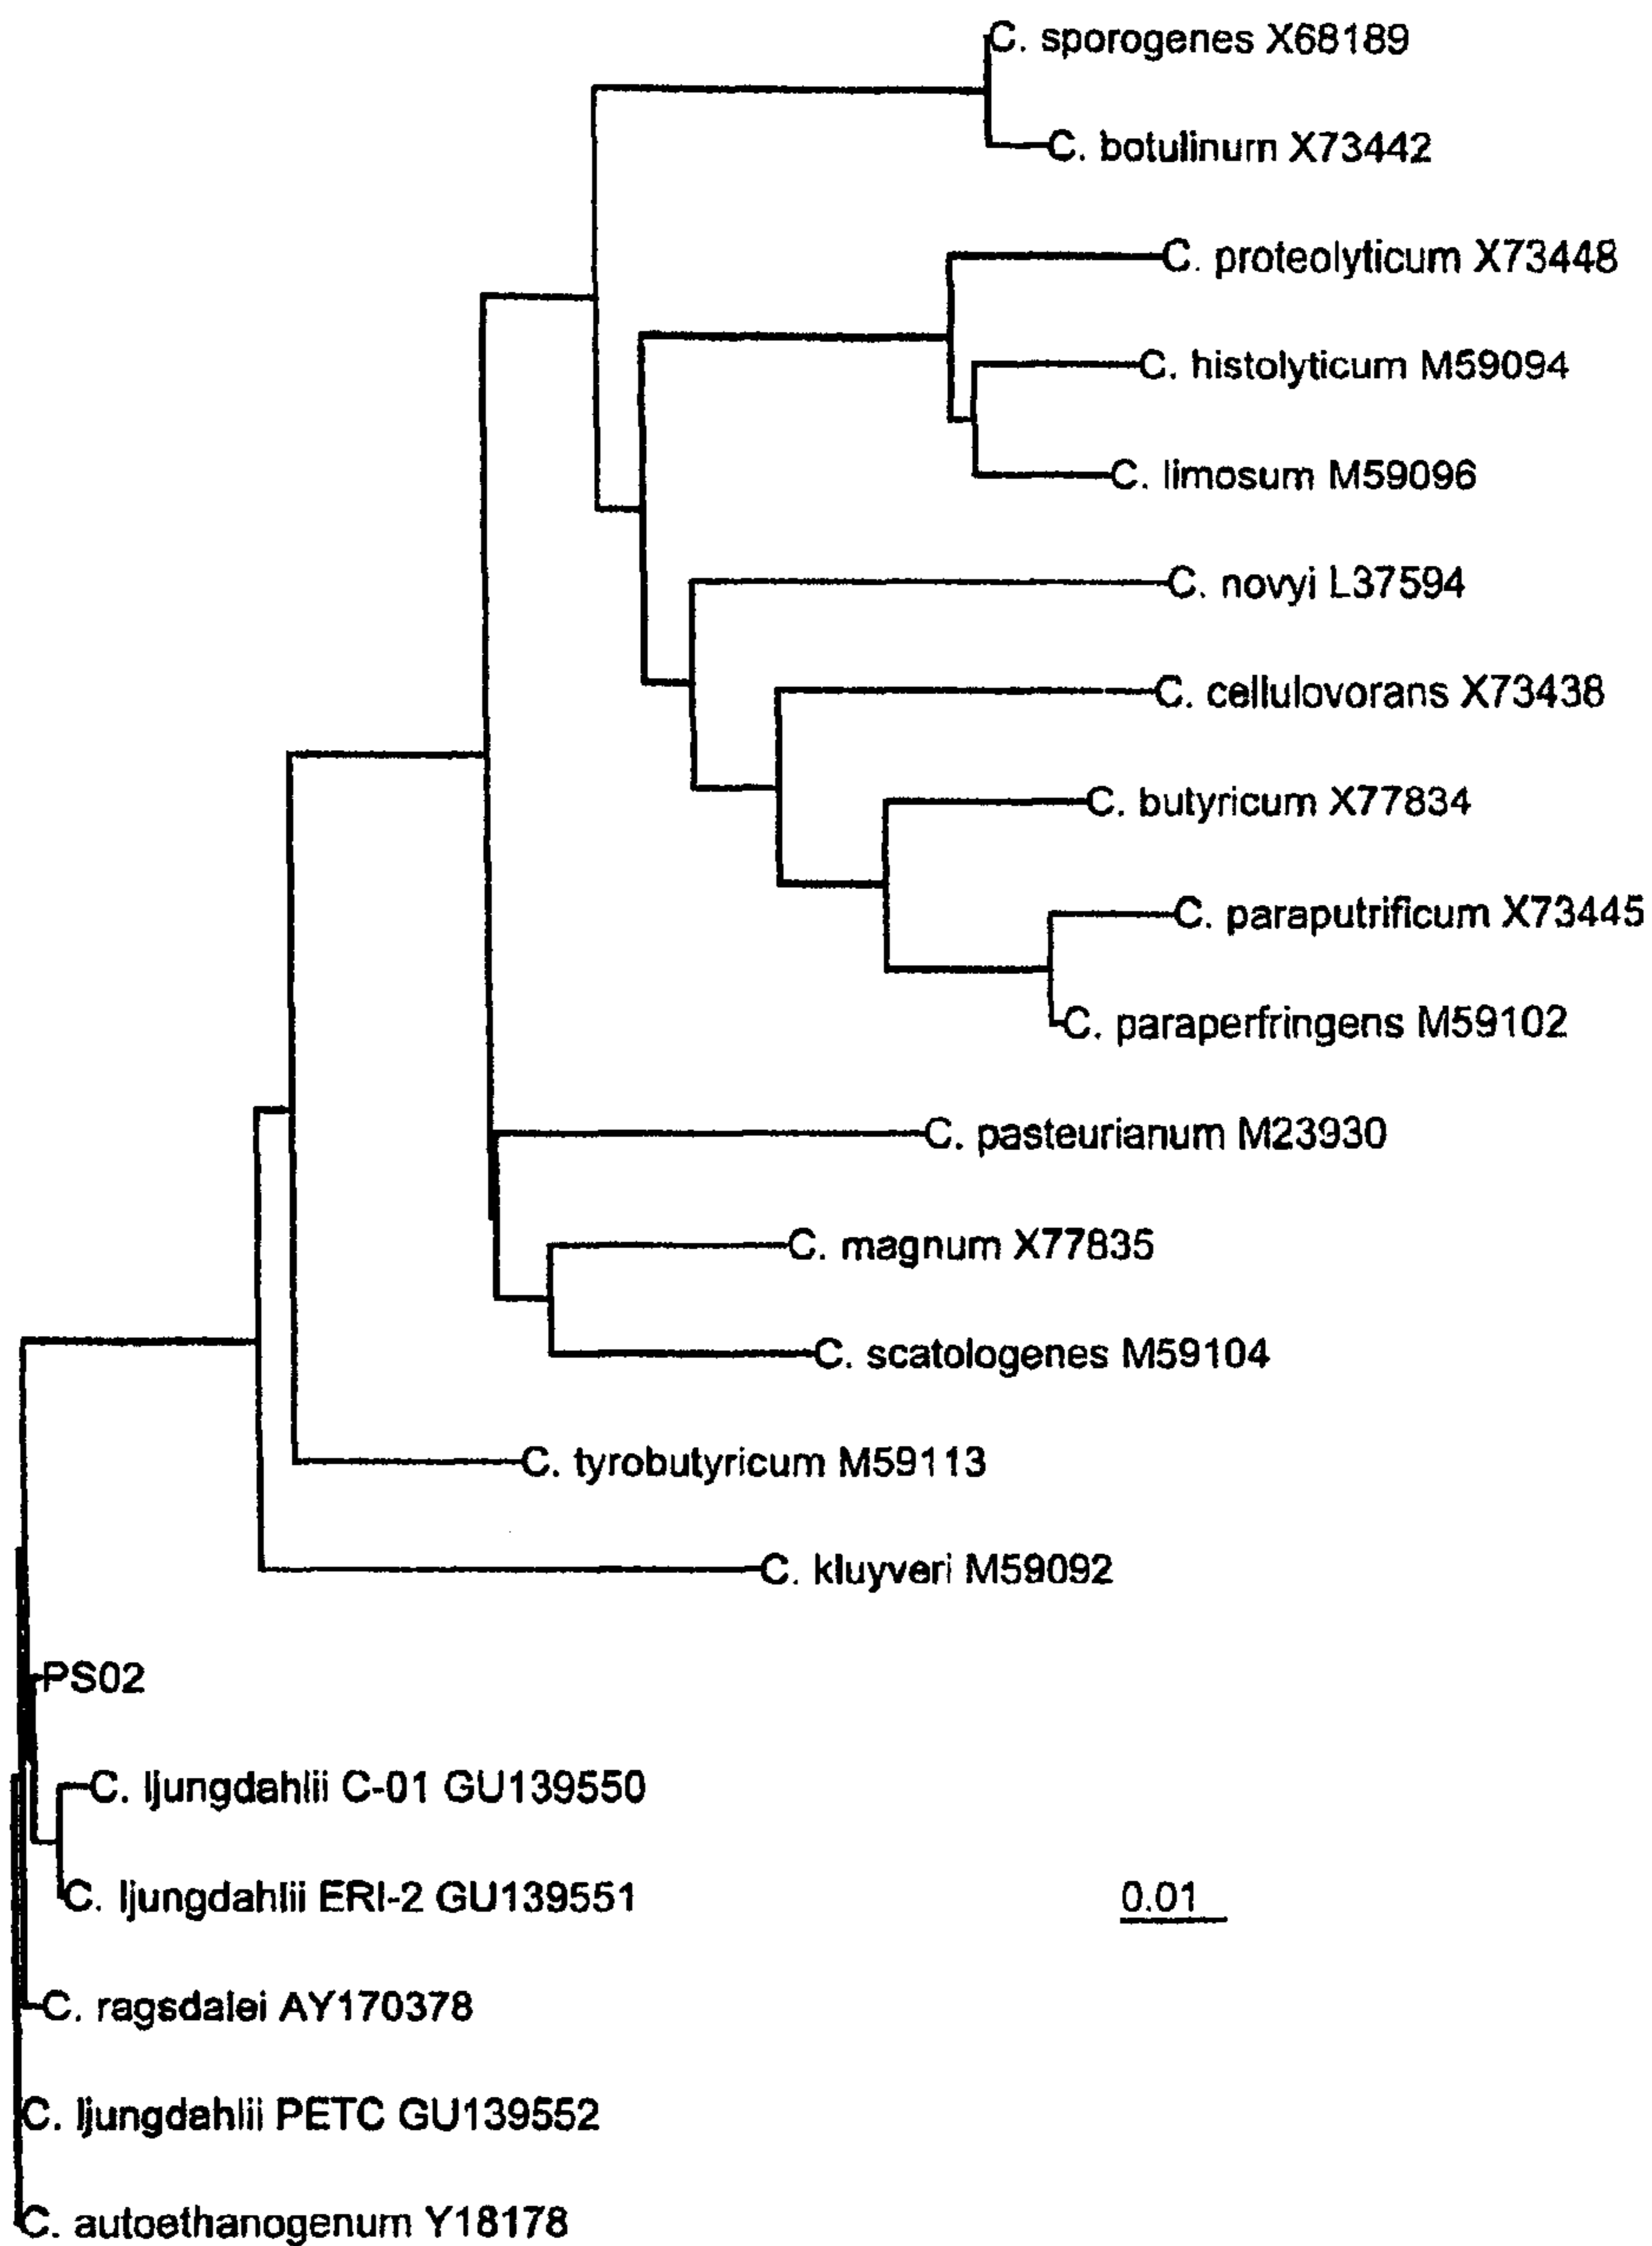 C. sporogenes X68189
C. botulinum X73442
C. proteolyticum X73448
C. histolyticum M59094
C. limosum M59096
C. novyi L37594
C. cellulovorans X73438
C. butyricum X77834
C. paraputrificum X73445
C. paraperfringens M59102
C. pasteurianum M23930
C. magnum X77835
C. scatologenes M59104
C. tyrobutyricum M59113
C. kluyveri M59092
PS02
C. ljungdahlii C-01 GU139550
C. ljungdahlii ERI-2 GU139551
0.01
C. ragsdalei AY170378
C. ljungdahlii PETC GU139552
C. autoethanogenum Y18178